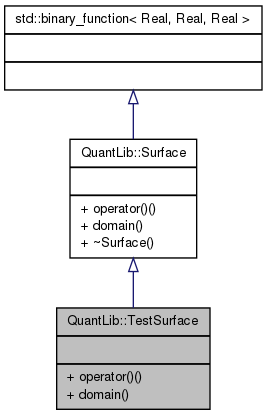 std::binary_function< Real, Real, Real >
QuantLib::Surface
+ operator()()
+ domain()
+ ~Surface()
QuantLib::TestSurface
+ operator()()
+ domain()